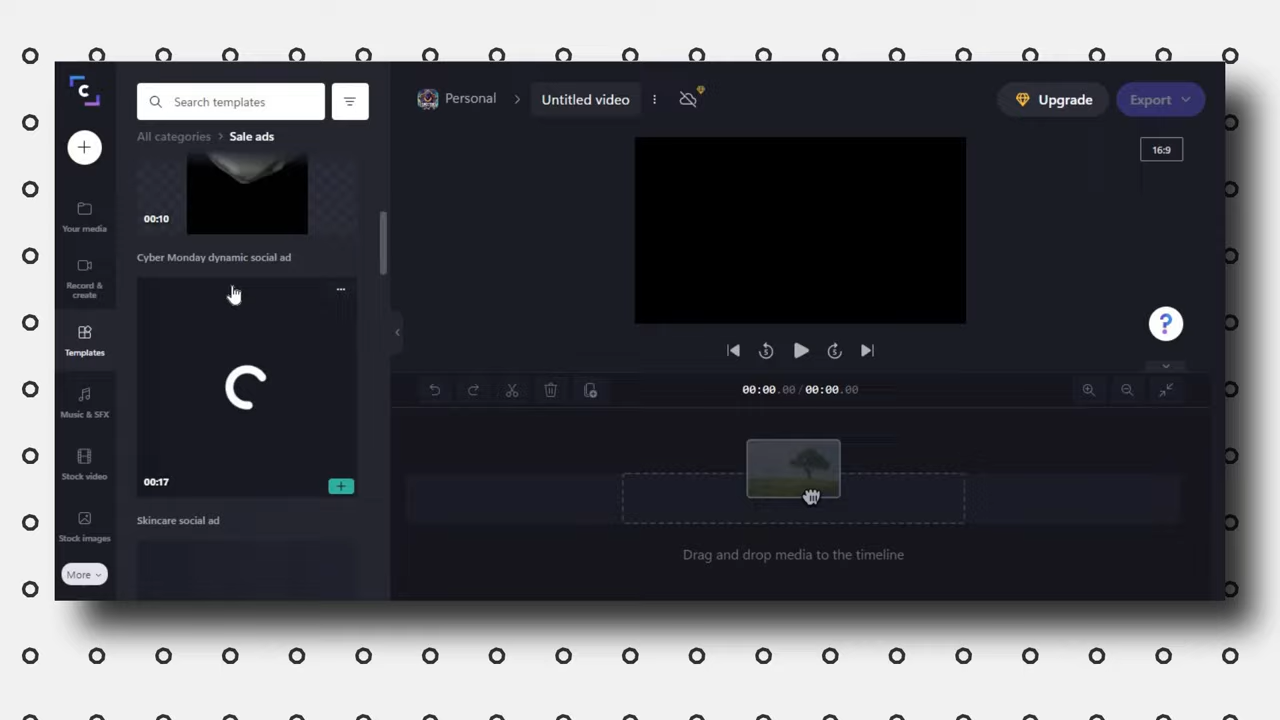 C
Search templates
Personal
Untitled video
Upgrade
Export
All categories > Sale ads
16:9
00:10
Your media
Cyber Monday dynamic social ad
Record &
create
?
Templates
5
5
00:00.00 / 00:00.00
Music & SFX
Stock video
00:17
+
Skincare social ad
Stock images
Drag and drop media to the timeline
More